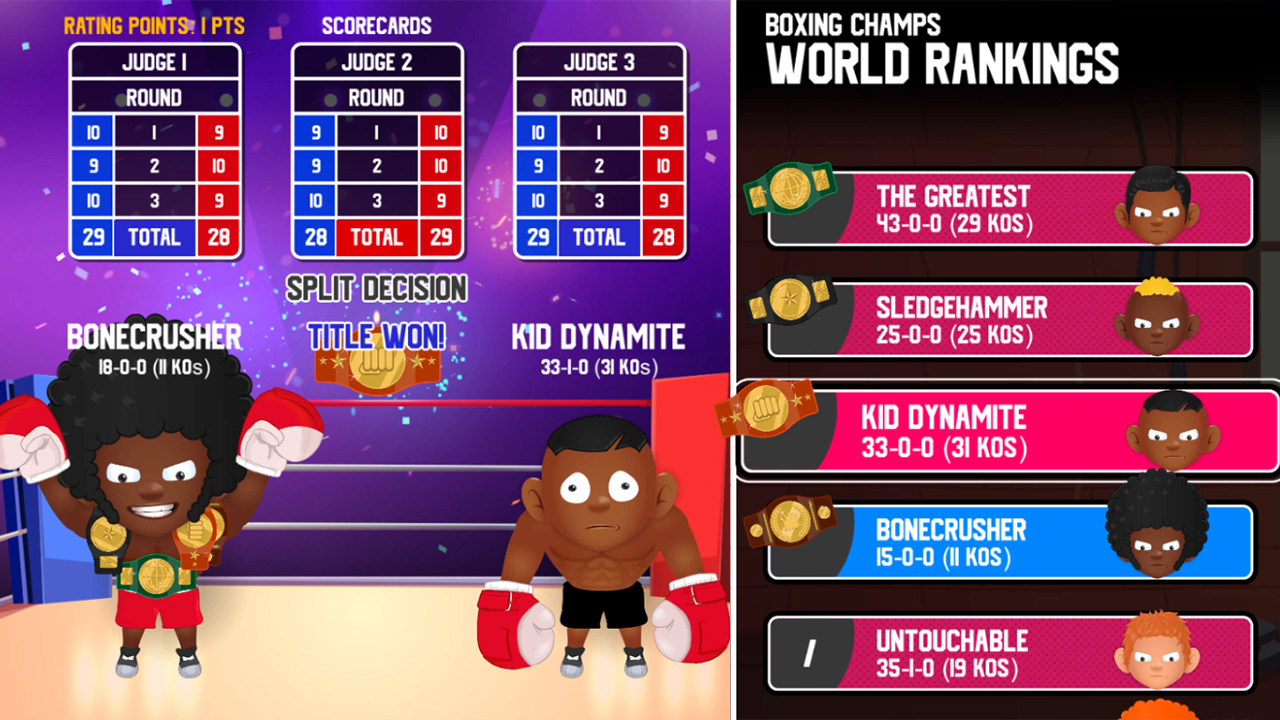 RATING POINTS: 1 PTS
SCORECARDS
JUDGE 1
ROUND
10 1 9
9 2 10
10 3 9
29 TOTAL 28
JUDGE 2
ROUND
9 1 10
9 2 10
10 3 9
28 TOTAL 29
JUDGE 3
ROUND
10 1 9
9 2 10
10 3 9
29 TOTAL 28
SPLIT DECISION
TITLE WON!
BONECRUSHER
18-0-0 (11 KOs)
KID DYNAMITE
33-1-0 (31 KOs)
BOXING CHAMPS
WORLD RANKINGS
THE GREATEST
43-0-0 (29 KOS)
SLEDGEHAMMER
25-0-0 (25 KOS)
KID DYNAMITE
33-0-0 (31 KOS)
BONECRUSHER
15-0-0 (11 KOS)
1
UNTOUCHABLE
35-1-0 (19 KOS)